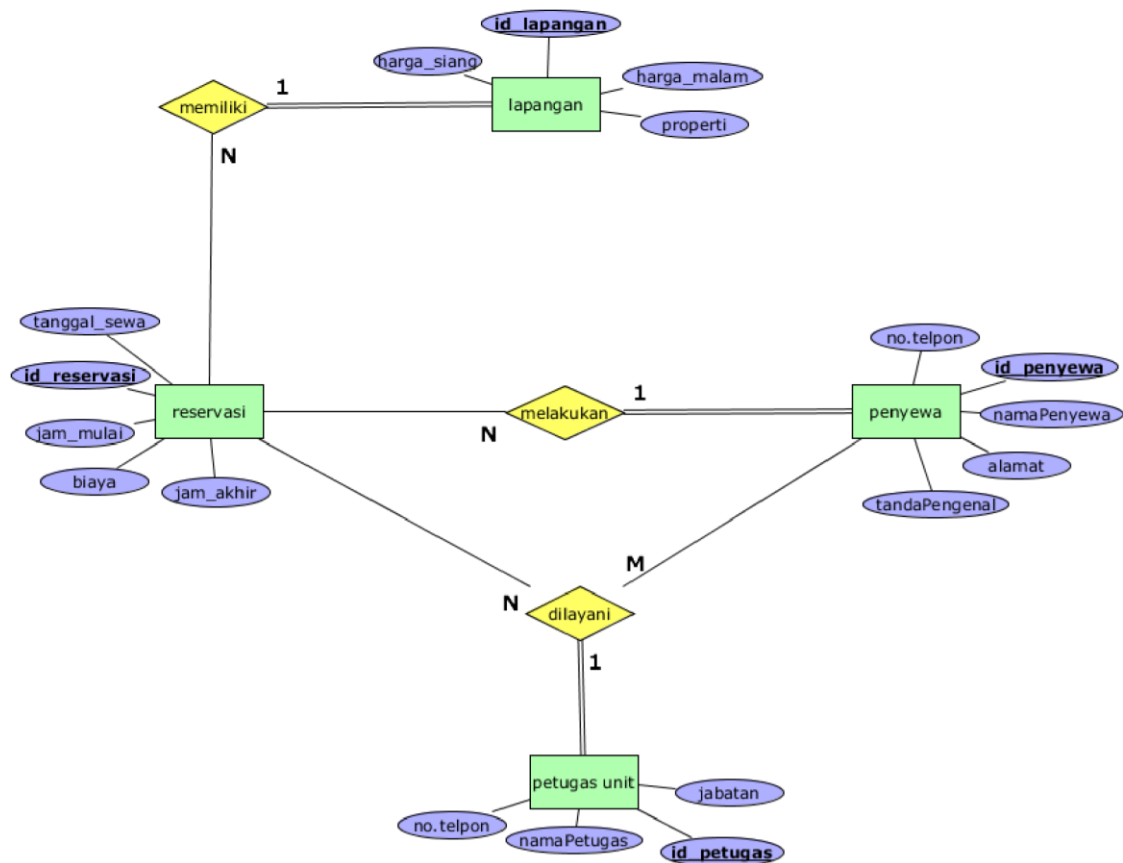 id_lapangan
harga_siang
harga_malam
memiliki
1
lapangan
properti
N
tanggal_sewa
no.telpon
id_reservasi
id_penyewa
reservasi
melakukan
1
penyewa
namaPenyewa
N
jam_mulai
alamat
biaya
jam_akhir
tandaPengenal
M
N
dilayani
1
petugas unit
jabatan
no.telpon
namaPetugas
id_petugas